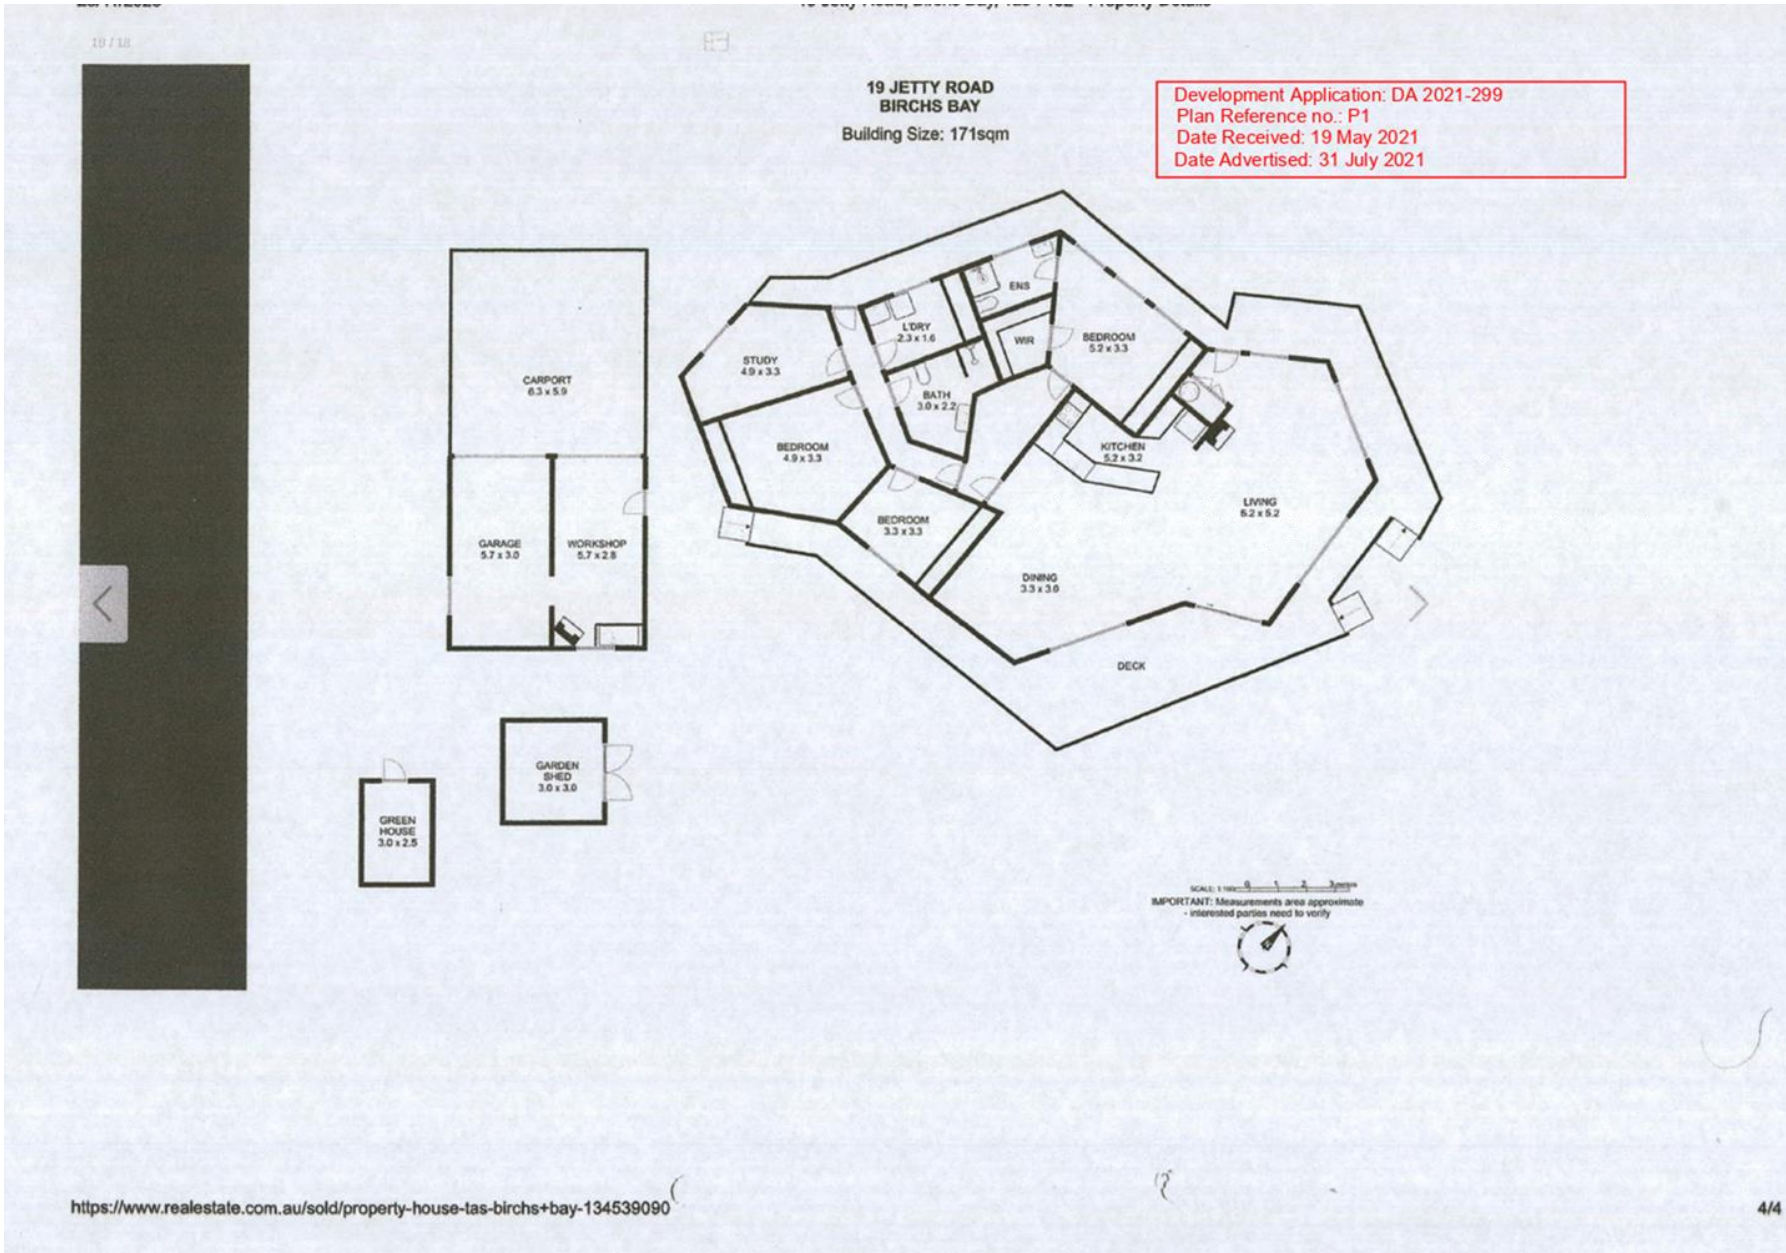 18 / 18
19 JETTY ROAD
BIRCHS BAY
Building Size: 171sqm
Development Application: DA 2021-299
Plan Reference no.: P1
Date Received: 19 May 2021
Date Advertised: 31 July 2021
CARPORT
6.3 x 5.9
GARAGE
5.7 x 3.0
WORKSHOP
5.7 x 2.8
GARDEN
SHED
3.0 x 3.0
GREEN
HOUSE
3.0 x 2.5
STUDY
4.9 x 3.3
L'DRY
2.3 x 1.6
ENS
WIR
BEDROOM
5.2 x 3.3
BATH
3.0 x 2.2
BEDROOM
4.9 x 3.3
KITCHEN
5.2 x 3.2
BEDROOM
3.3 x 3.3
LIVING
5.2
DINING
DECK
SCALE:
0 1 2 3 metres
IMPORTANT: Measurements area approximate
- interested parties need to verify
https://www.realestate.com.au/sold/property-house-tas-birchs+bay-134539090
4/4